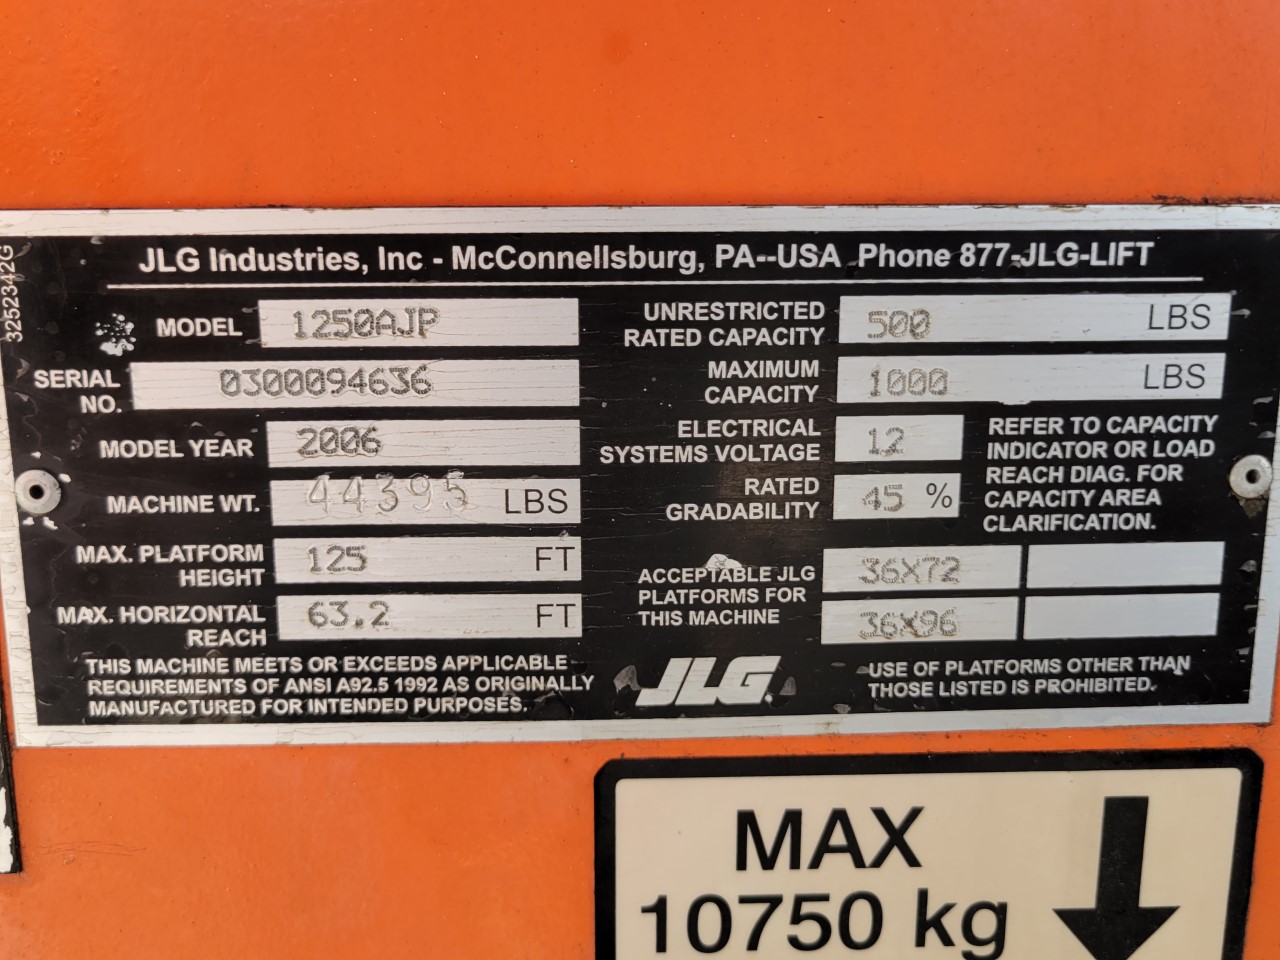 3252342G
JLG Industries, Inc - McConnellsburg, PA--USA Phone 877-JLG-LIFT
MODEL 1250AJP
SERIAL NO. 0300094636
MODEL YEAR 2006
MACHINE WT. 44395 LBS
MAX. PLATFORM HEIGHT 125 FT
MAX. HORIZONTAL REACH 63.2 FT
THIS MACHINE MEETS OR EXCEEDS APPLICABLE
REQUIREMENTS OF ANSI A92.5 1992 AS ORIGINALLY
MANUFACTURED FOR INTENDED PURPOSES.
UNRESTRICTED RATED CAPACITY 500 LBS
MAXIMUM CAPACITY 1000 LBS
ELECTRICAL SYSTEMS VOLTAGE 12
RATED GRADABILITY 45 %
REFER TO CAPACITY
INDICATOR OR LOAD
REACH DIAG. FOR
CAPACITY AREA
CLARIFICATION.
ACCEPTABLE JLG
PLATFORMS FOR
THIS MACHINE
36X72
36X96
JLG.
USE OF PLATFORMS OTHER THAN
THOSE LISTED IS PROHIBITED.
MAX
10750 kg